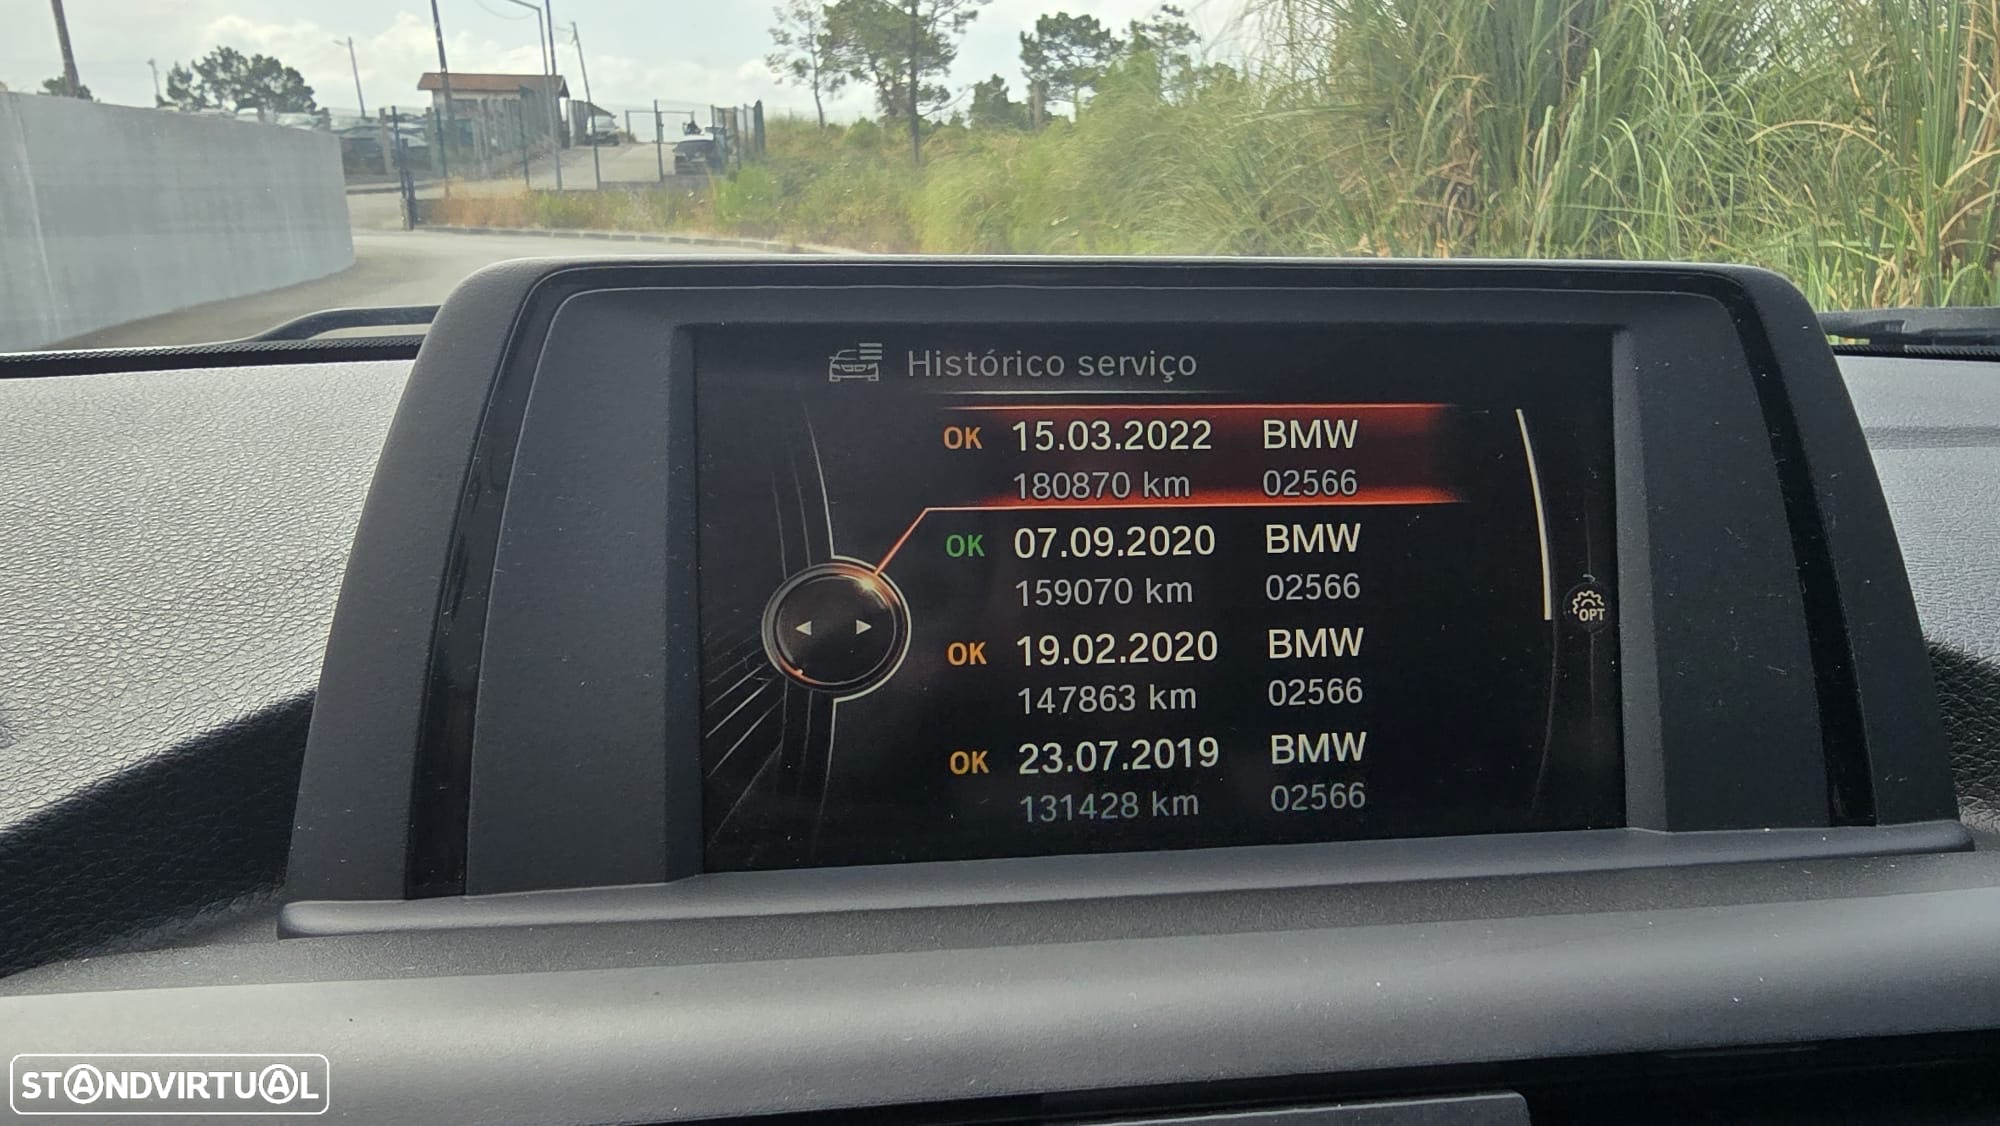 Histórico serviço
OK 15.03.2022 BMW
180870 km 02566
OK 07.09.2020 BMW
159070 km 02566
OPT
OK 19.02.2020 BMW
147863 km 02566
OK 23.07.2019 BMW
131428 km 02566
STANDVIRTUAL